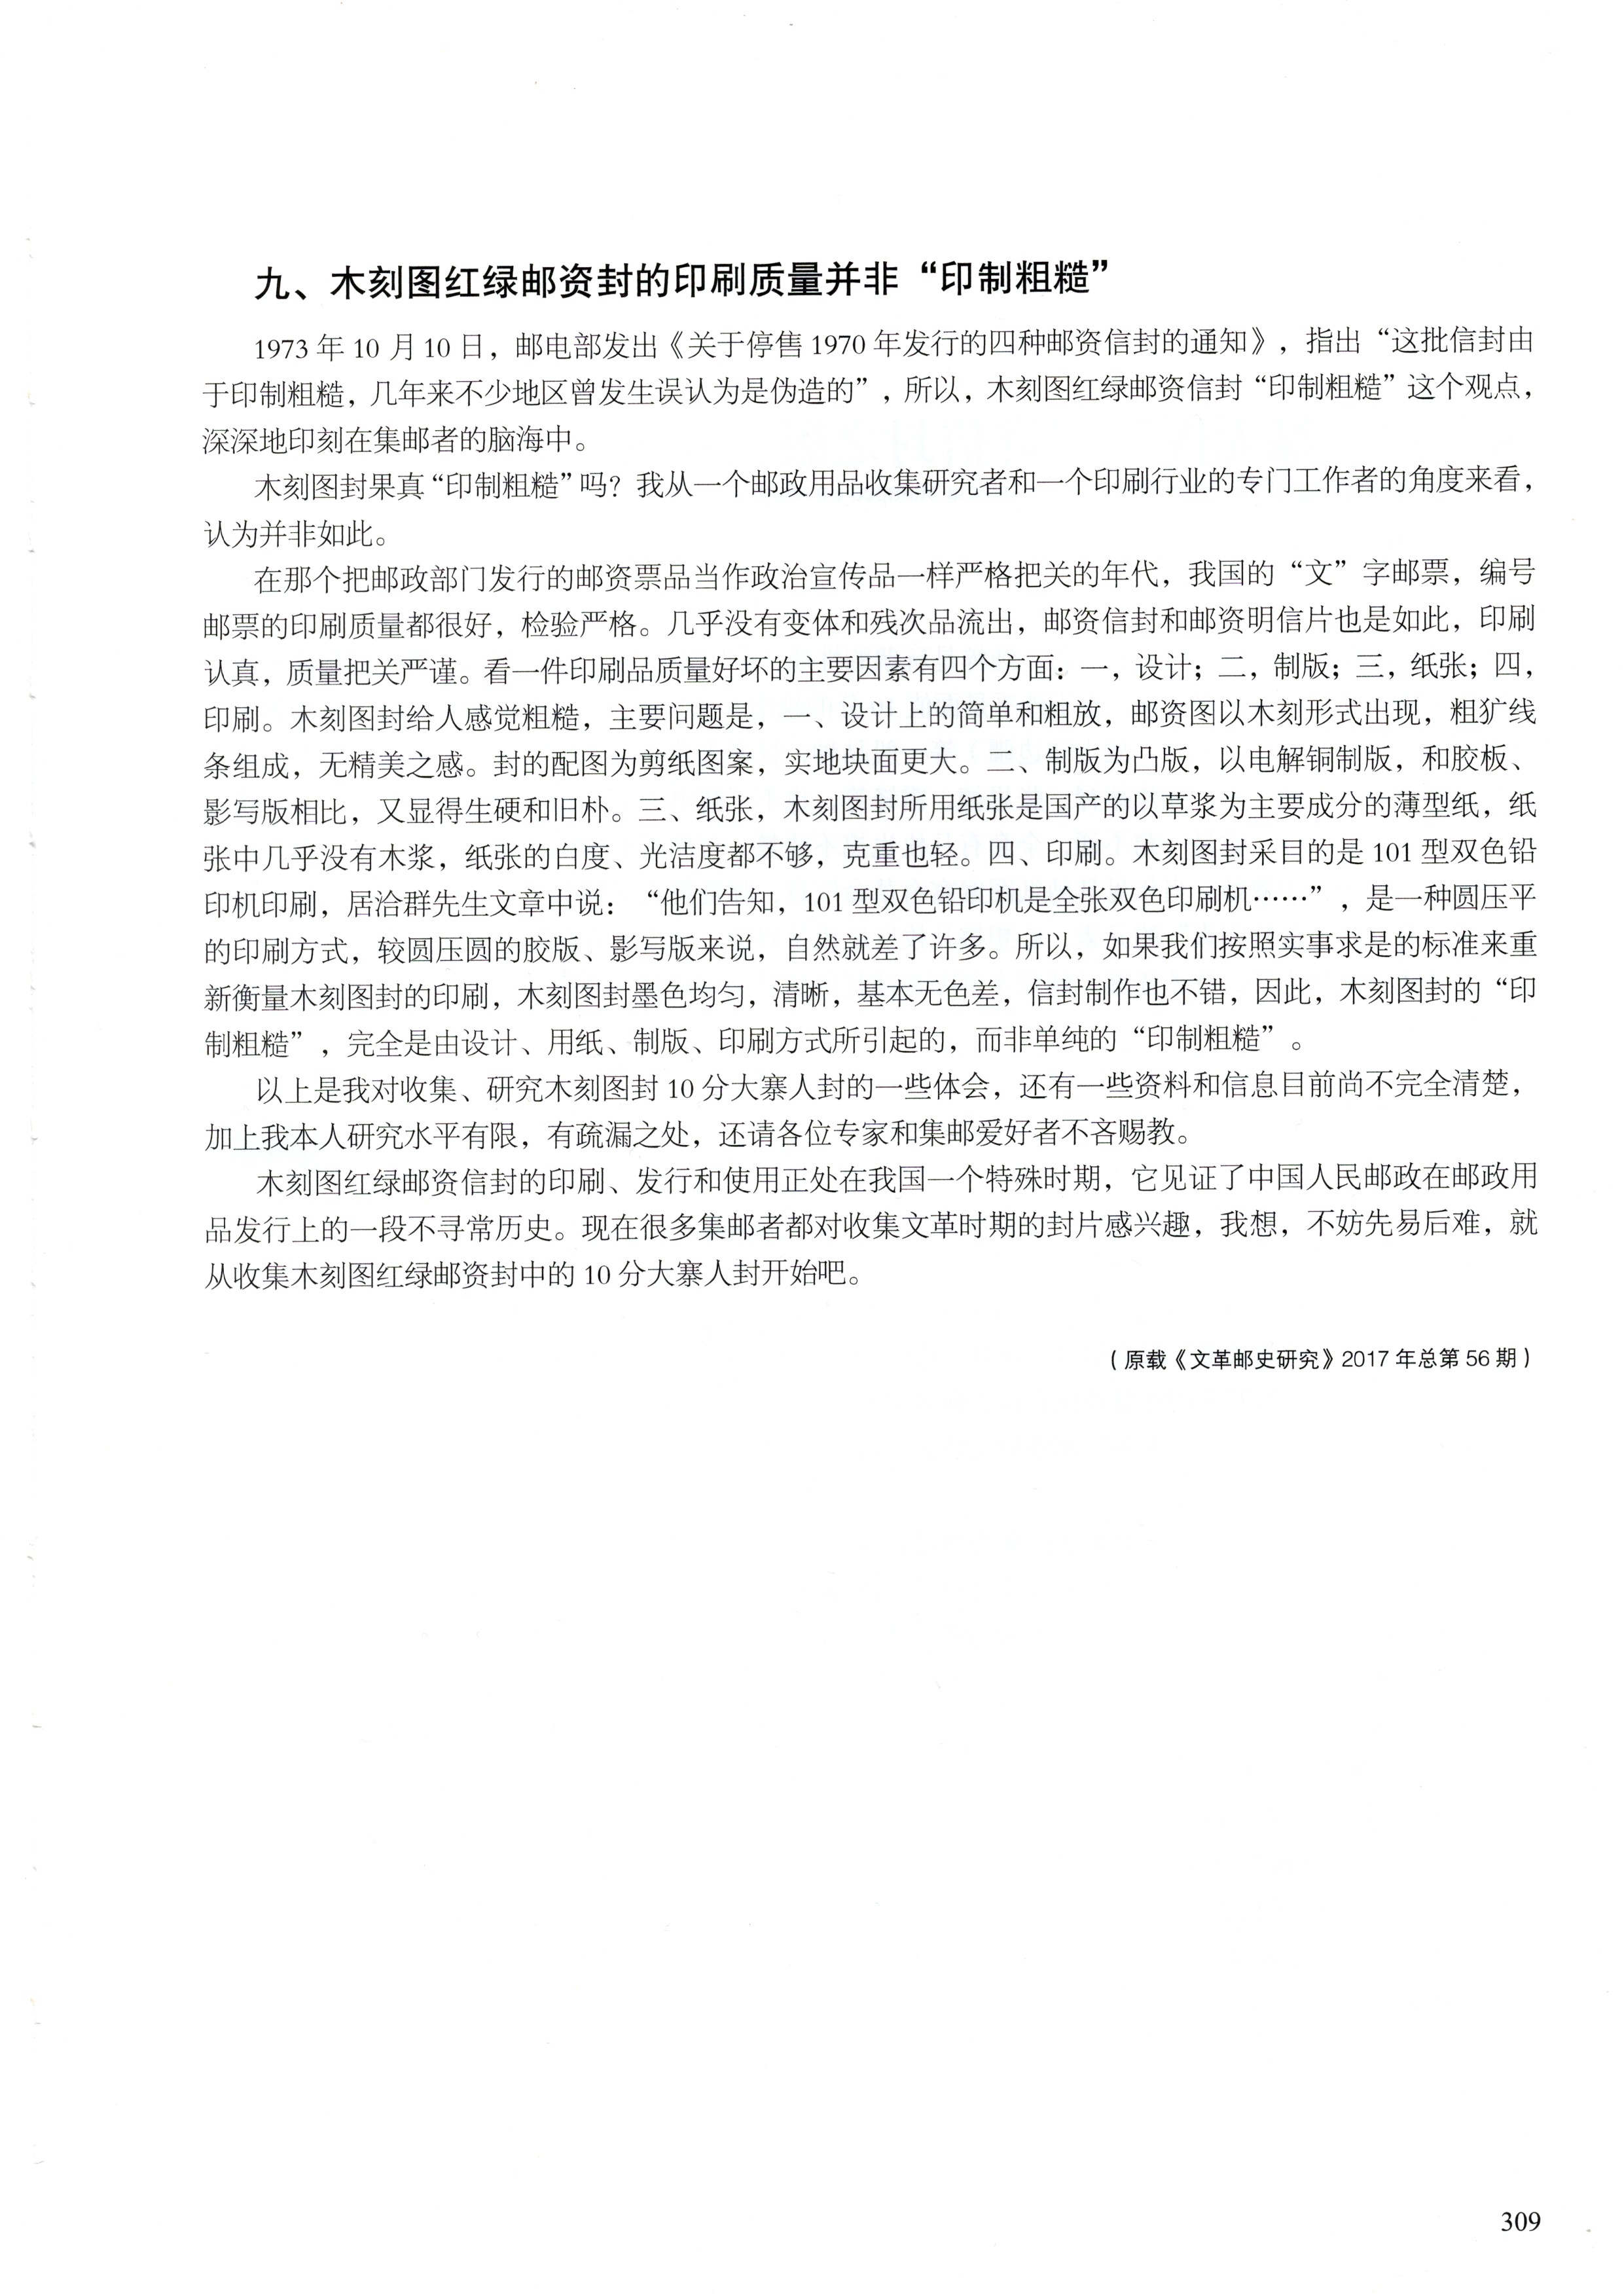 九、木刻图红绿邮资封的印刷质量并非“印制粗糙”
1973 年 10 月 10 日，邮电部发出《关于停售 1970 年发行的四种邮资信封的通知》，指出“这批信封由
于印制粗糙，几年来不少地区曾发生误认为是伪造的”，所以，木刻图红绿邮资信封“印制粗糙”这个观点，
深深地印刻在集邮者的脑海中。
木刻图封果真“印制粗糙”吗？我从一个邮政用品收集研究者和一个印刷行业的专门工作者的角度来看，
认为并非如此。
在那个把邮政部门发行的邮资票品当作政治宣传品一样严格把关的年代，我国的“文”字邮票，编号
邮票的印刷质量都很好，检验严格。几乎没有变体和残次品流出，邮资信封和邮资明信片也是如此，印刷
认真，质量把关严谨。看一件印刷品质量好坏的主要因素有四个方面：一，设计；二，制版；三，纸张；四，
印刷。木刻图封给人感觉粗糙，主要问题是，一、设计上的简单和粗放，邮资图以木刻形式出现，粗犷线
条组成，无精美之感。封的配图为剪纸图案，实地块面更大。二、制版为凸版，以电解铜制版，和胶板、
影写版相比，又显得生硬和旧朴。三、纸张，木刻图封所用纸张是国产的以草浆为主要成分的薄型纸，纸
张中几乎没有木浆，纸张的白度、光洁度都不够，克重也轻。四、印刷。木刻图封采目的是 101 型双色铅
印机印刷，居洽群先生文章中说：“他们告知，101 型双色铅印机是全张双色印刷机……”，是一种圆压平
的印刷方式，较圆压圆的胶版、影写版来说，自然就差了许多。所以，如果我们按照实事求是的标准来重
新衡量木刻图封的印刷，木刻图封墨色均匀，清晰，基本无色差，信封制作也不错，因此，木刻图封的“印
制粗糙”，完全是由设计、用纸、制版、印刷方式所引起的，而非单纯的“印制粗糙”。
以上是我对收集、研究木刻图封 10 分大寨人封的一些体会，还有一些资料和信息目前尚不完全清楚，
加上我本人研究水平有限，有疏漏之处，还请各位专家和集邮爱好者不吝赐教。
木刻图红绿邮资信封的印刷、发行和使用正处在我国一个特殊时期，它见证了中国人民邮政在邮政用
品发行上的一段不寻常历史。现在很多集邮者都对收集文革时期的封片感兴趣，我想，不妨先易后难，就
从收集木刻图红绿邮资封中的 10 分大寨人封开始吧。
（原载《文革邮史研究》2017 年总第 56 期）
309